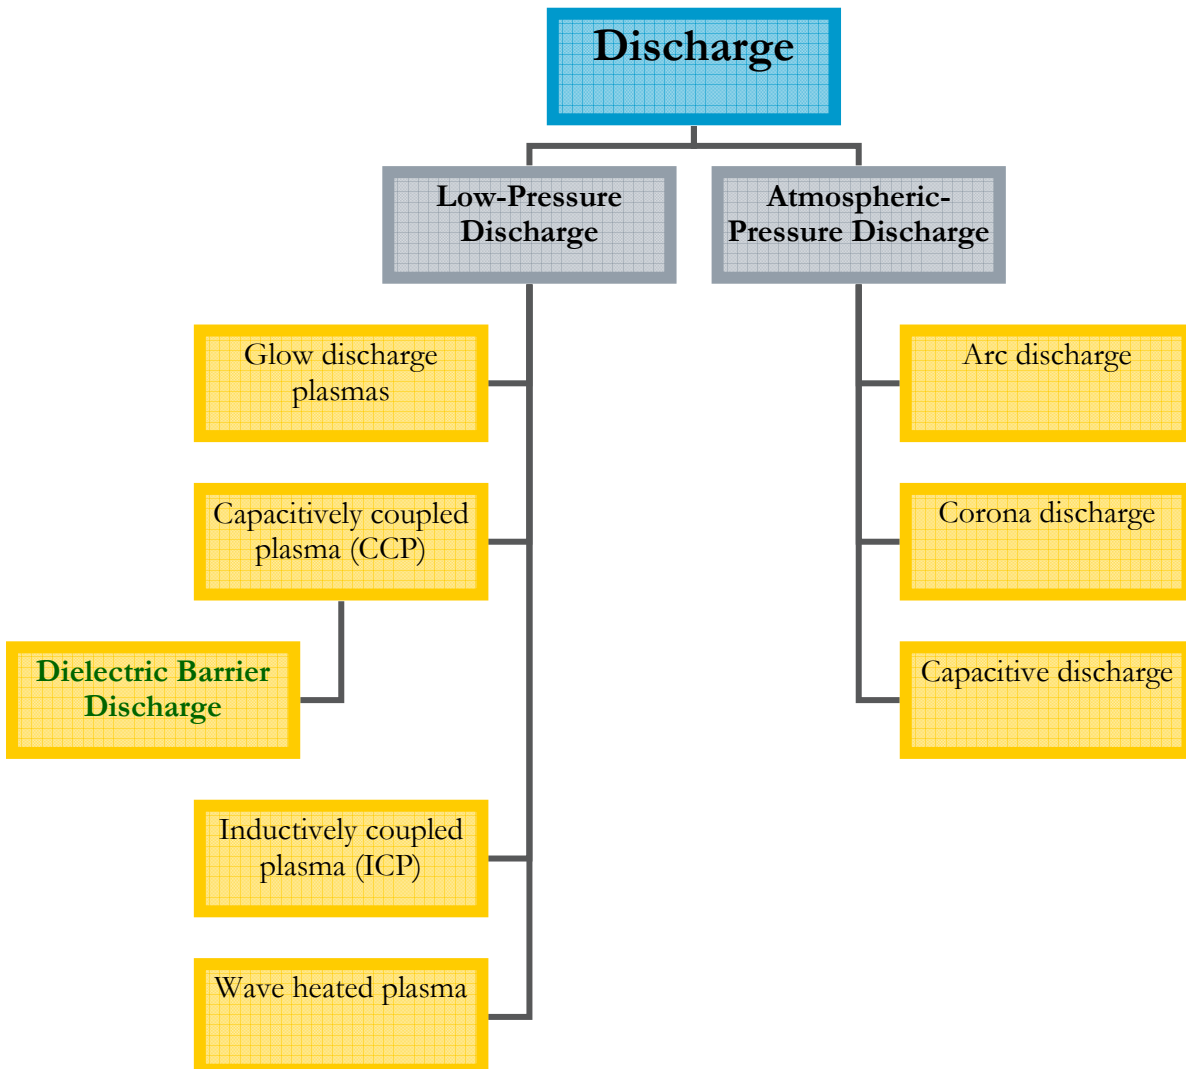 Discharge
Low-Pressure
Discharge
Atmospheric-
Pressure Discharge
Glow discharge
plasmas
Arc discharge
Capacitively coupled
plasma (CCP)
Corona discharge
Dielectric Barrier
Discharge
Capacitive discharge
Inductively coupled
plasma (ICP)
Wave heated plasma